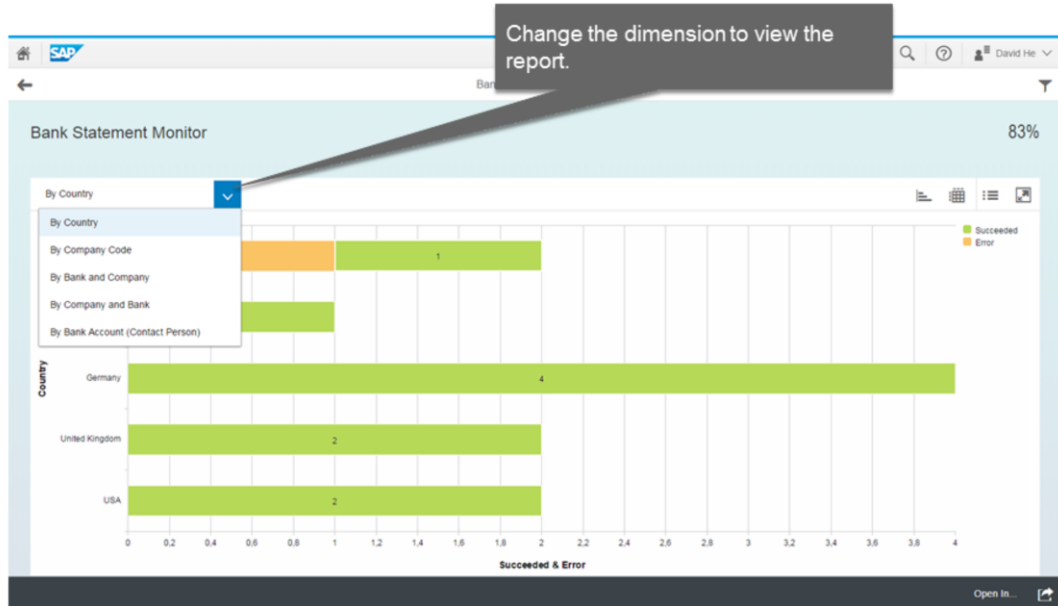 Change the dimension to view the
report.
SAP
David He
Ban
Bank Statement Monitor
83%
By Country
By Country
By Company Code
By Bank and Company
By Company and Bank
By Bank Account (Contact Person)
Succeeded
Error
1
Country
Germany
4
United Kingdom
2
USA
2
0 0,2 0,4 0,6 0,8 1 1,2 1,4 1,6 1,8 2 2,2 2,4 2,6 2,8 3 3,2 3,4 3,6 3,8 4
Succeeded & Error
Open In...